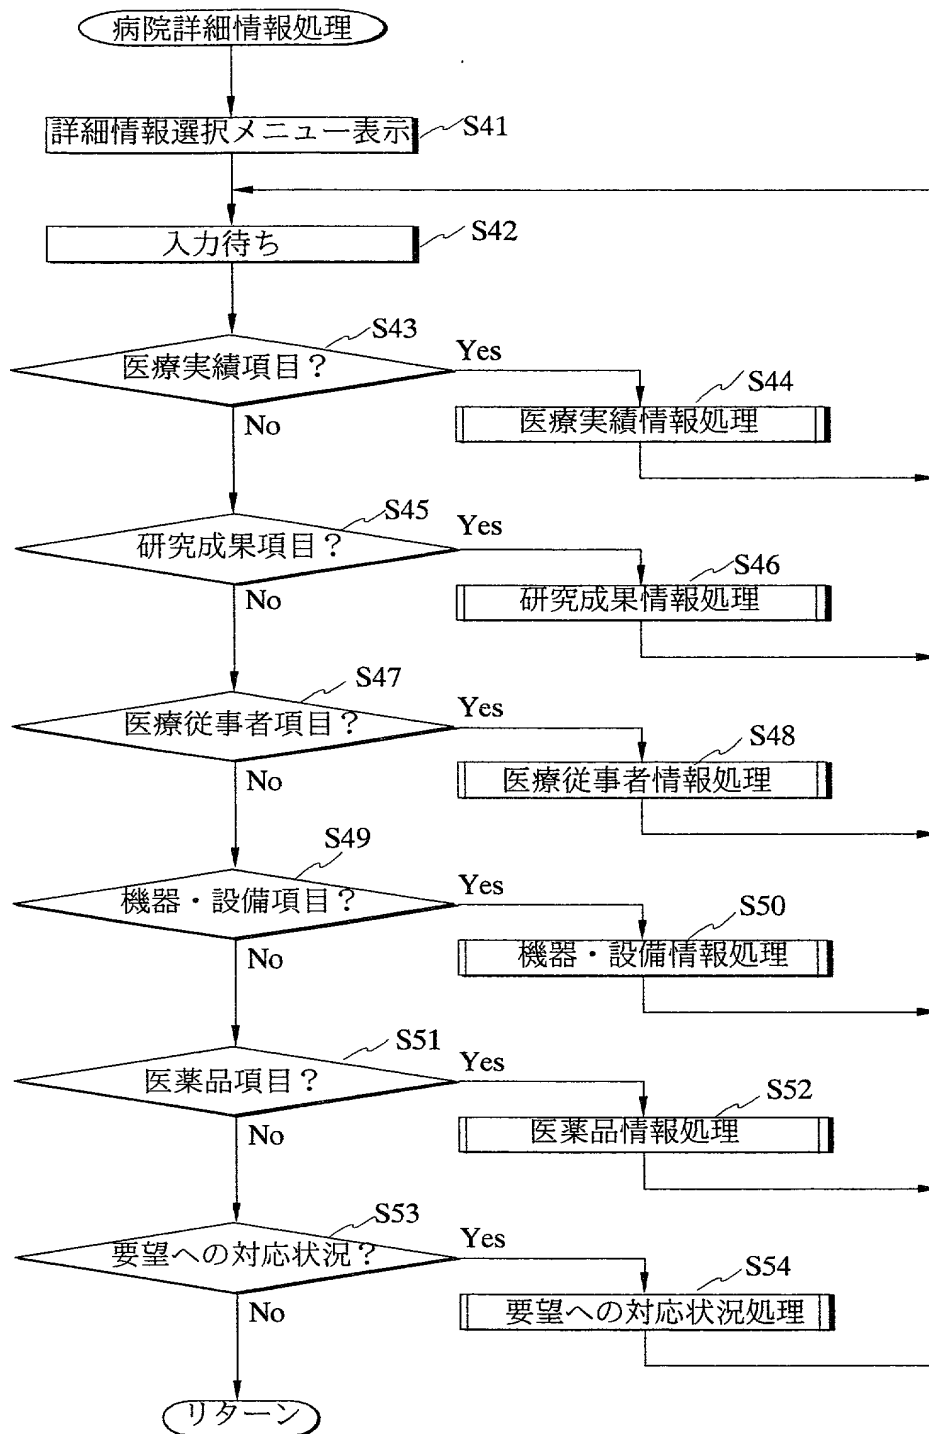 病院詳細情報処理
詳細情報選択メニュー表示
S41
入力待ち
S42
S43
医療実績項目？
Yes
No
S44
医療実績情報処理
S45
研究成果項目？
Yes
No
S46
研究成果情報処理
S47
医療従事者項目？
Yes
No
S48
医療従事者情報処理
S49
機器・設備項目？
Yes
No
S50
機器・設備情報処理
S51
医薬品項目？
Yes
No
S52
医薬品情報処理
S53
要望への対応状況？
Yes
No
S54
要望への対応状況処理
リターン